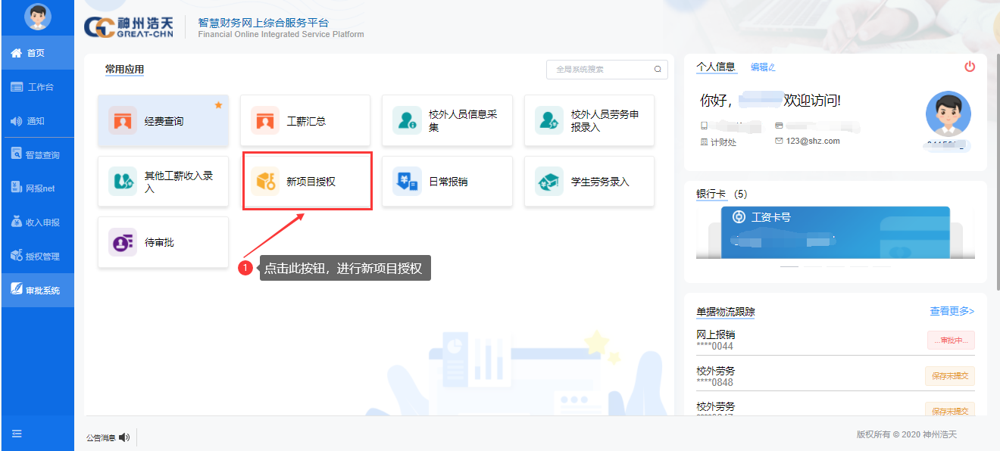 神州浩天
GREAT-CHN
智慧财务网上综合服务平台
Financial Online Integrated Service Platform
首页
工作台
通知
智慧查询
网报net
收入申报
授权管理
审批系统
常用应用
全局系统搜索
经费查询
工薪汇总
校外人员信息采
集
校外人员劳务申
报录入
其他工薪收入录
入
新项目授权
日常报销
学生劳务录入
待审批
1
点击此按钮，进行新项目授权
个人信息
编辑
你好，
欢迎访问!
计财处
123@shz.com
银行卡 (5)
工资卡号
单据物流跟踪
查看更多>
网上报销
****0044
...审批中...
校外劳务
****0848
保存未提交
校外劳务
保存未提交
公告消息
版权所有 © 2020 神州浩天